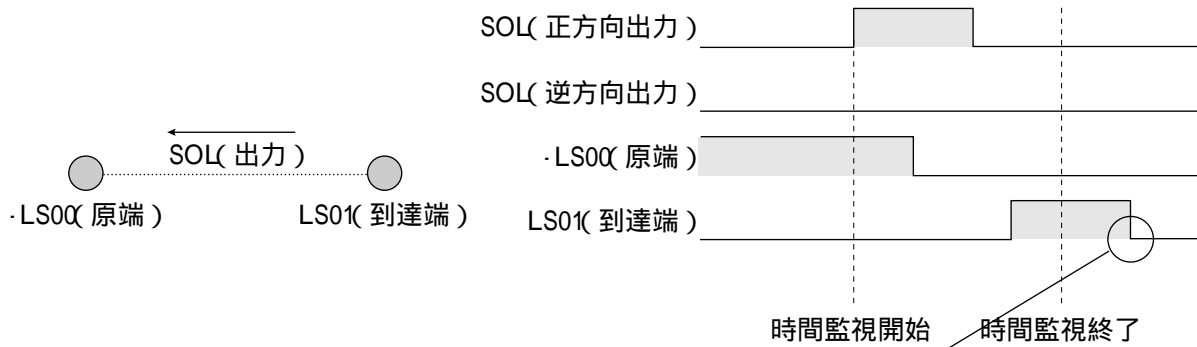 SOL(出力)
·LS00(原端)
LS01(到達端)
SOL(正方向出力)
SOL(逆方向出力)
·LS00(原端)
LS01(到達端)
時間監視開始
時間監視終了